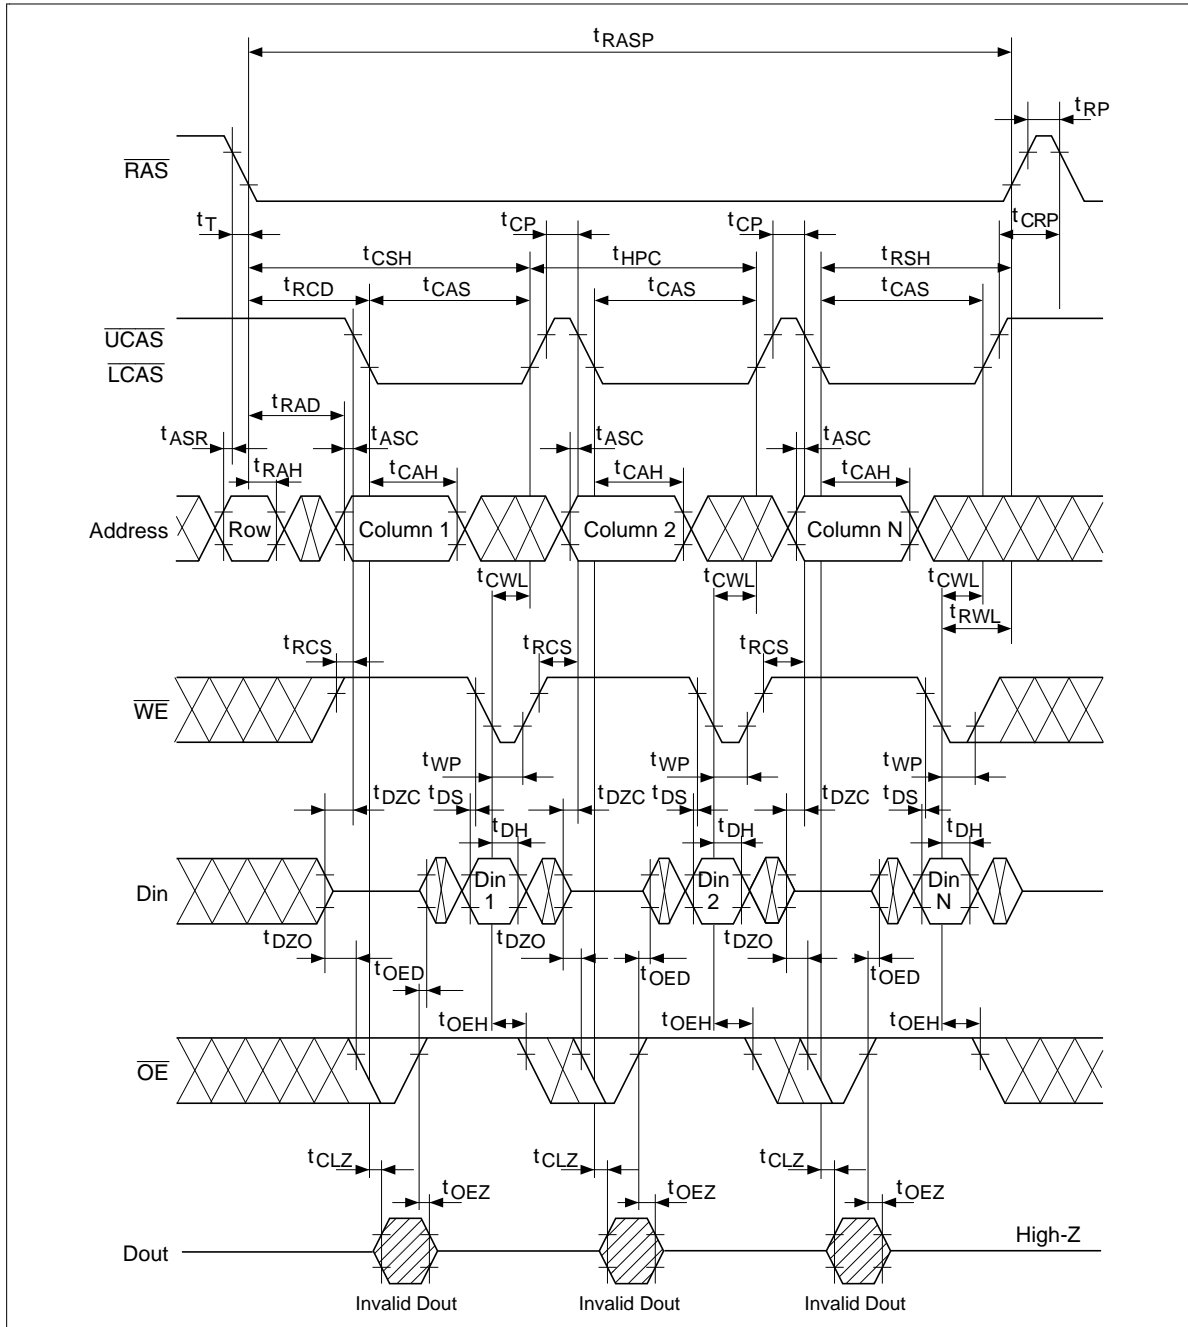 tRASP
tRP
RAS
tT
tCP
tCP
tCRP
tCSH
tHPC
tRSH
tRCD
tCAS
tCAS
tCAS
UCAS
LCAS
tRAD
tASR
tASC
tASC
tASC
tRAH
tCAH
tCAH
tCAH
Address
Row
Column 1
Column 2
Column N
tCWL
tCWL
tCWL
tRWL
tRCS
tRCS
tRCS
WE
tWP
tWP
tWP
tDZC
tDS
tDZC
tDS
tDZC
tDS
tDH
tDH
tDH
Din
Din 1
Din 2
Din N
tDZO
tDZO
tDZO
tOED
tOED
tOED
tOEH
tOEH
tOEH
OE
tCLZ
tCLZ
tCLZ
tOEZ
tOEZ
tOEZ
Dout
High-Z
Invalid Dout
Invalid Dout
Invalid Dout